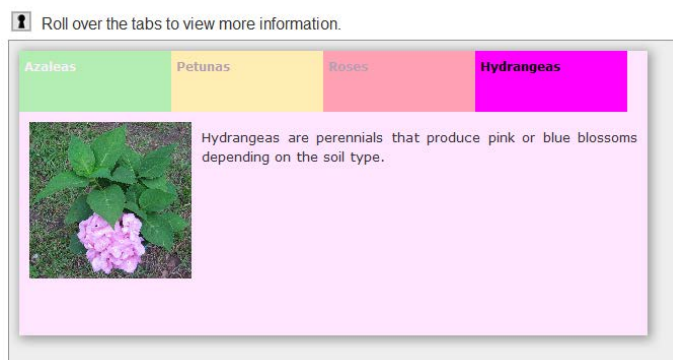 Roll over the tabs to view more information.
Azaleas Petunas Roses Hydrangeas
Hydrangeas are perennials that produce pink or blue blossoms
depending on the soil type.